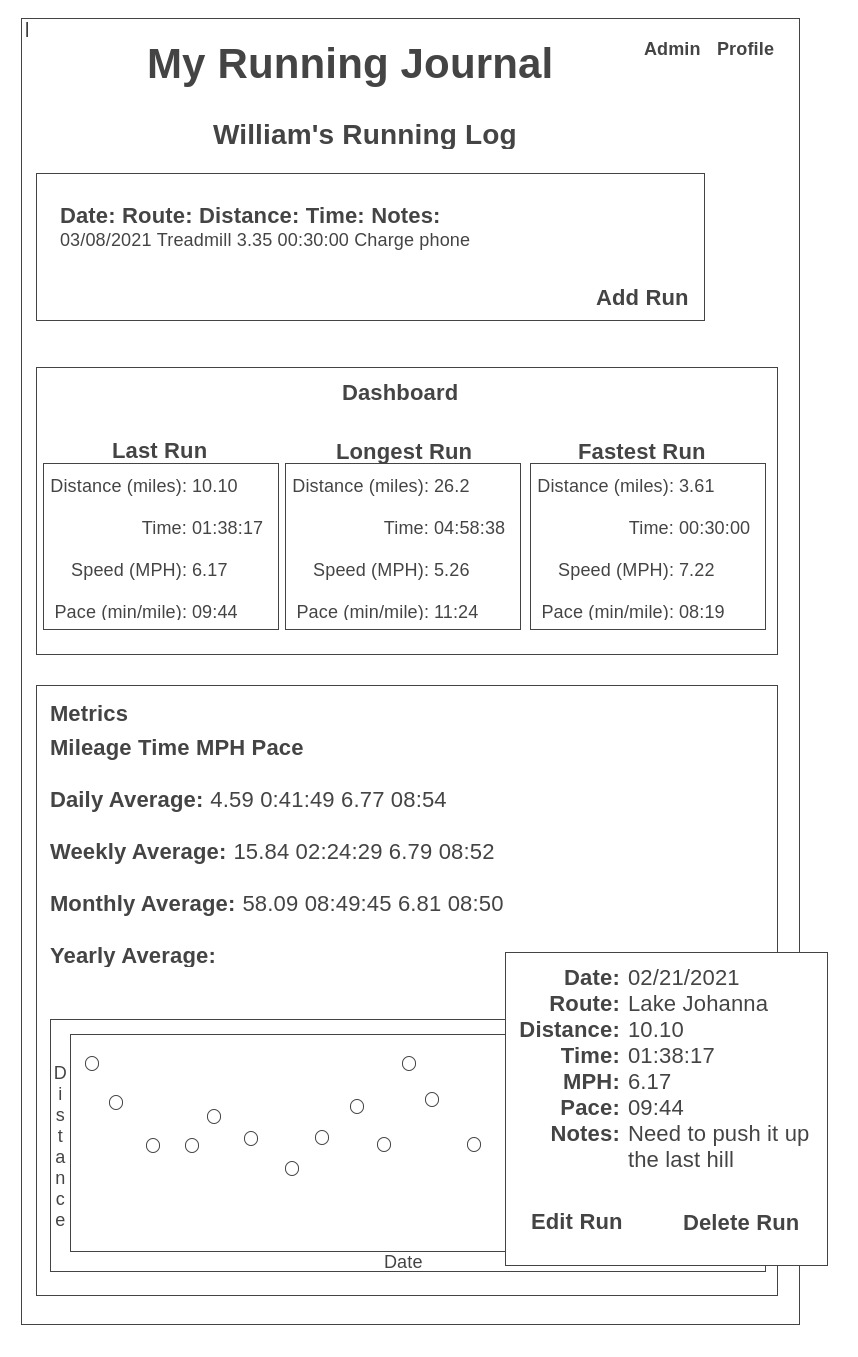 |
My Running Journal
Admin Profile
William's Running Log
Date: Route: Distance: Time: Notes:
03/08/2021 Treadmill 3.35 00:30:00 Charge phone
Add Run
Dashboard
Last Run
Distance (miles): 10.10
Time: 01:38:17
Speed (MPH): 6.17
Pace (min/mile): 09:44
Longest Run
Distance (miles): 26.2
Time: 04:58:38
Speed (MPH): 5.26
Pace (min/mile): 11:24
Fastest Run
Distance (miles): 3.61
Time: 00:30:00
Speed (MPH): 7.22
Pace (min/mile): 08:19
Metrics
Mileage Time MPH Pace
Daily Average: 4.59 0:41:49 6.77 08:54
Weekly Average: 15.84 02:24:29 6.79 08:52
Monthly Average: 58.09 08:49:45 6.81 08:50
Yearly Average:
Distance
Date
Date: 02/21/2021
Route: Lake Johanna
Distance: 10.10
Time: 01:38:17
MPH: 6.17
Pace: 09:44
Notes: Need to push it up
the last hill
Edit Run Delete Run